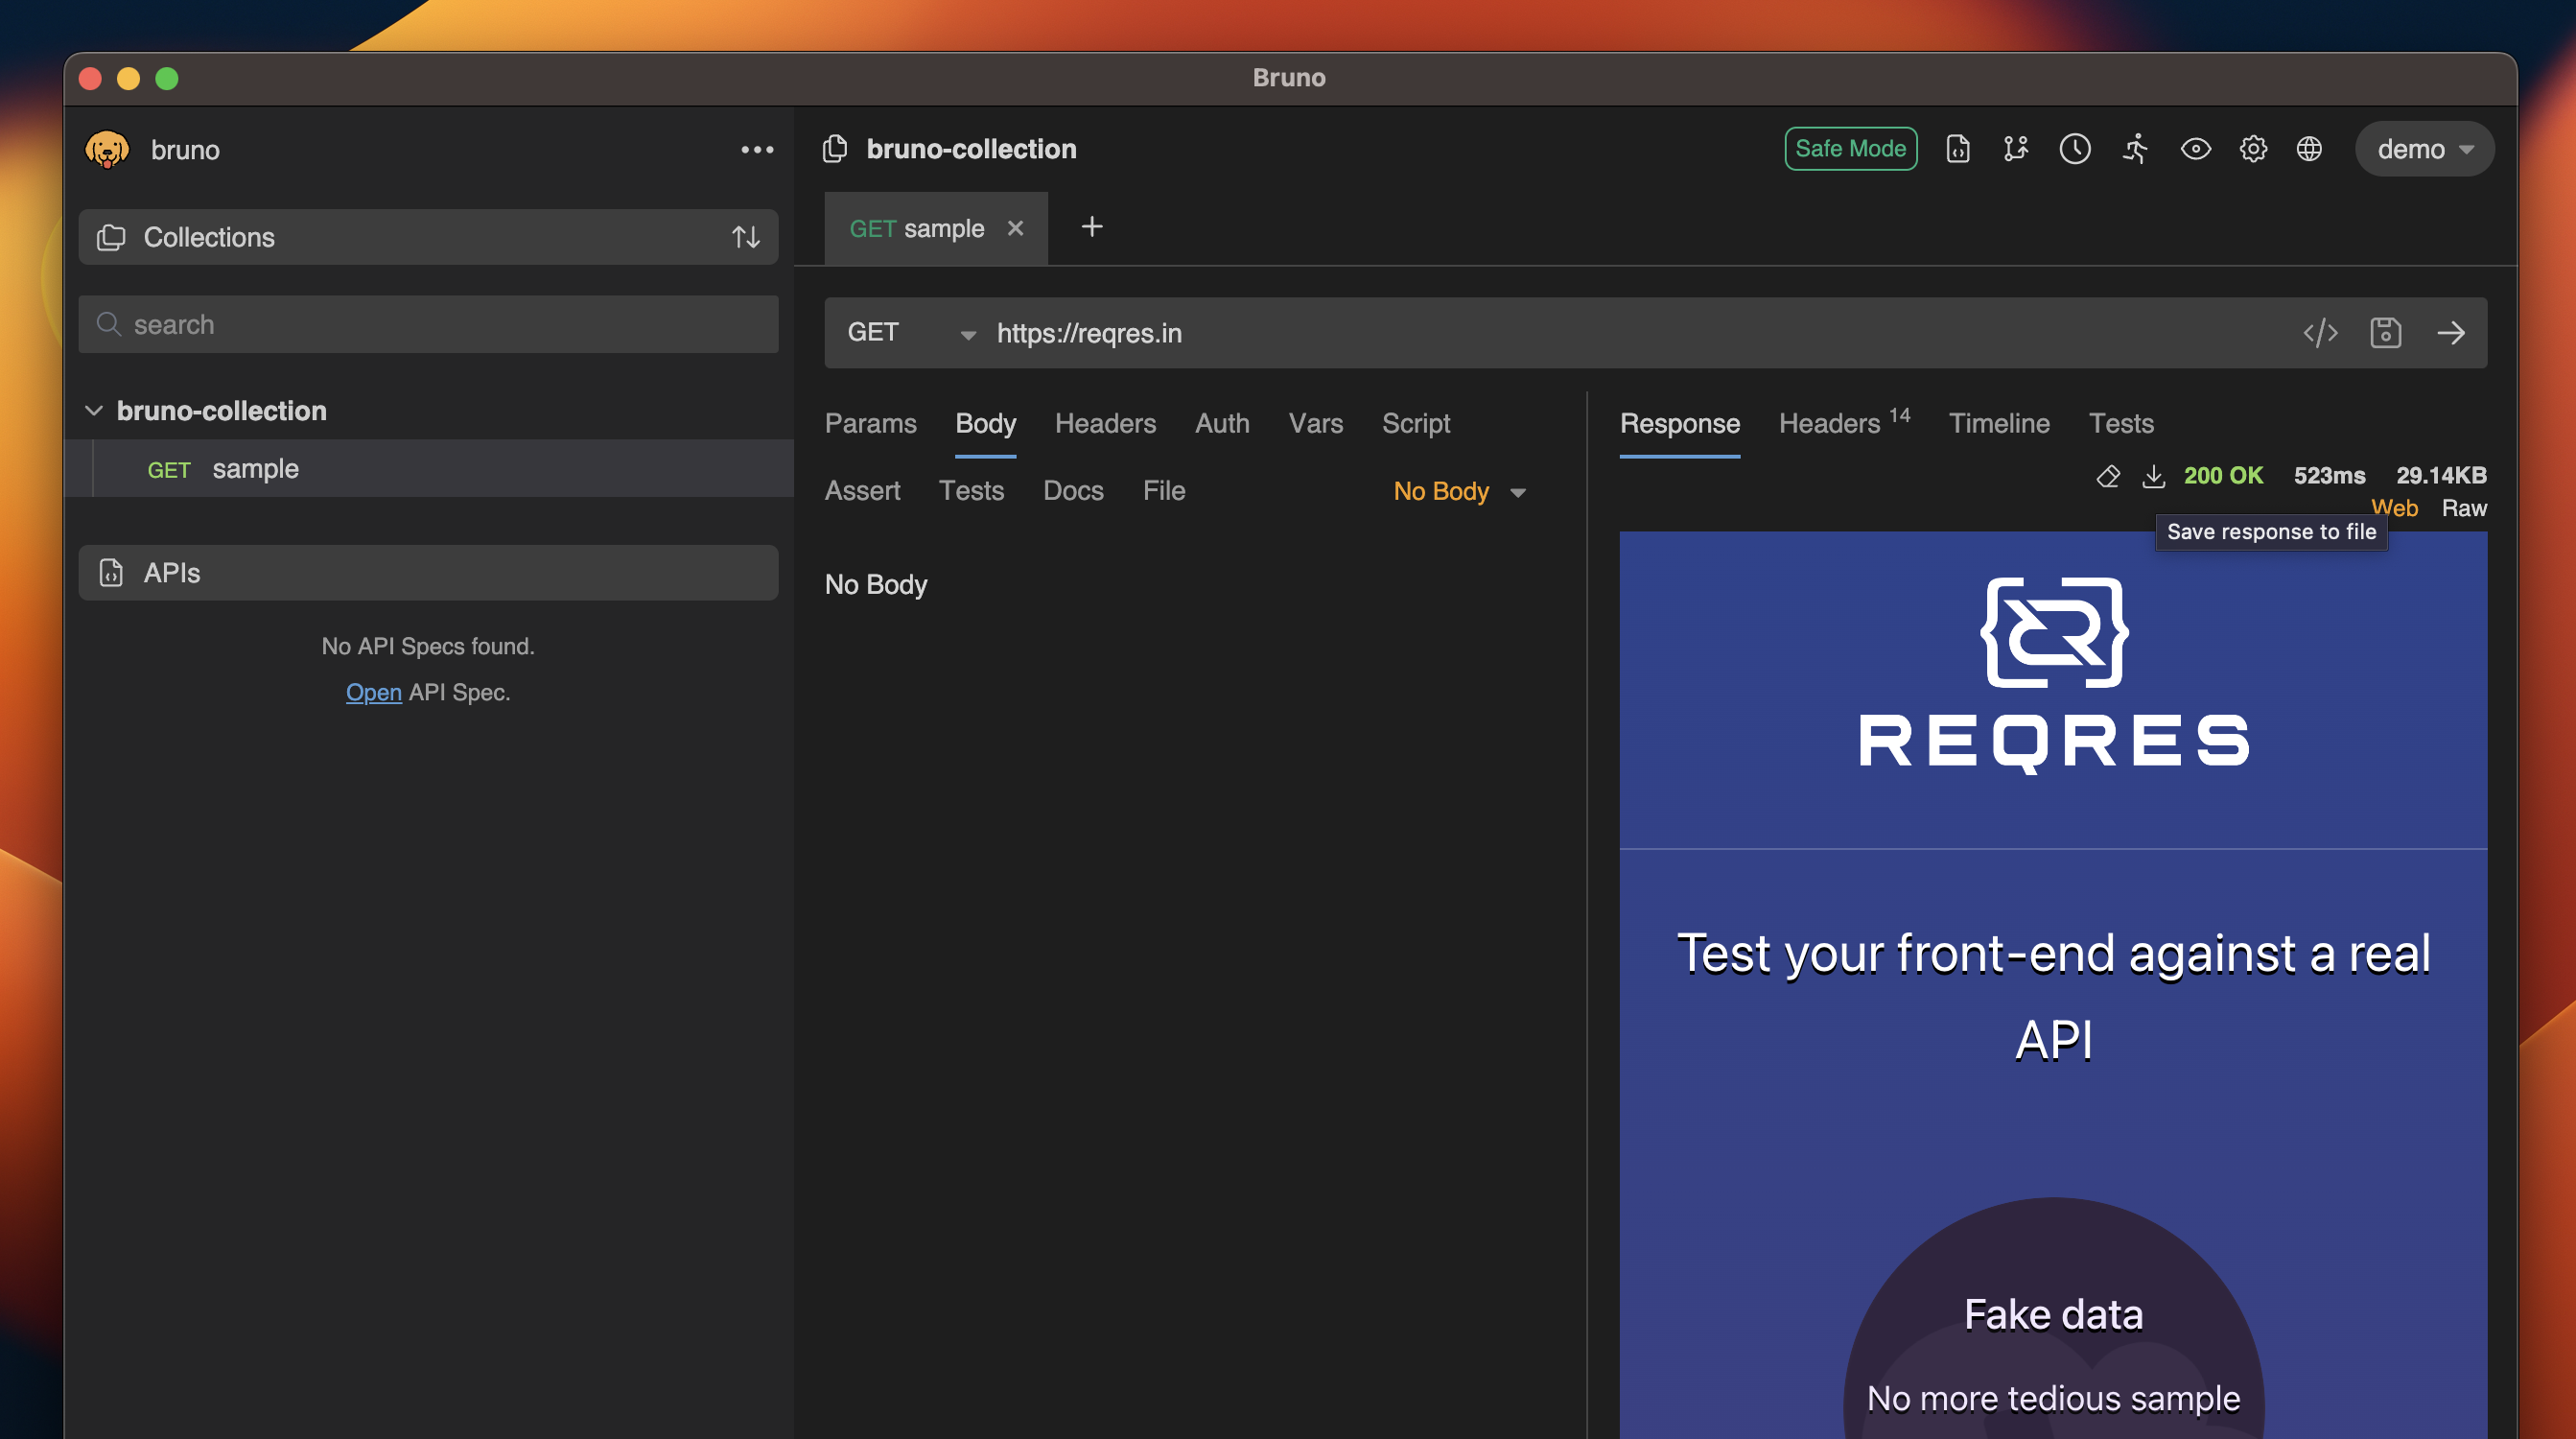 Bruno
bruno
Collections
search
bruno-collection
GET sample
APIs
No API Specs found.
Open API Spec.
bruno-collection
Safe Mode
demo
GET sample
GET https://reqres.in
Params Body Headers Auth Vars Script
Assert Tests Docs File No Body
No Body
Response Headers 14 Timeline Tests
200 OK 523ms 29.14KB
Web Raw
Save response to file
REQRES
Test your front-end against a real
API
Fake data
No more tedious sample